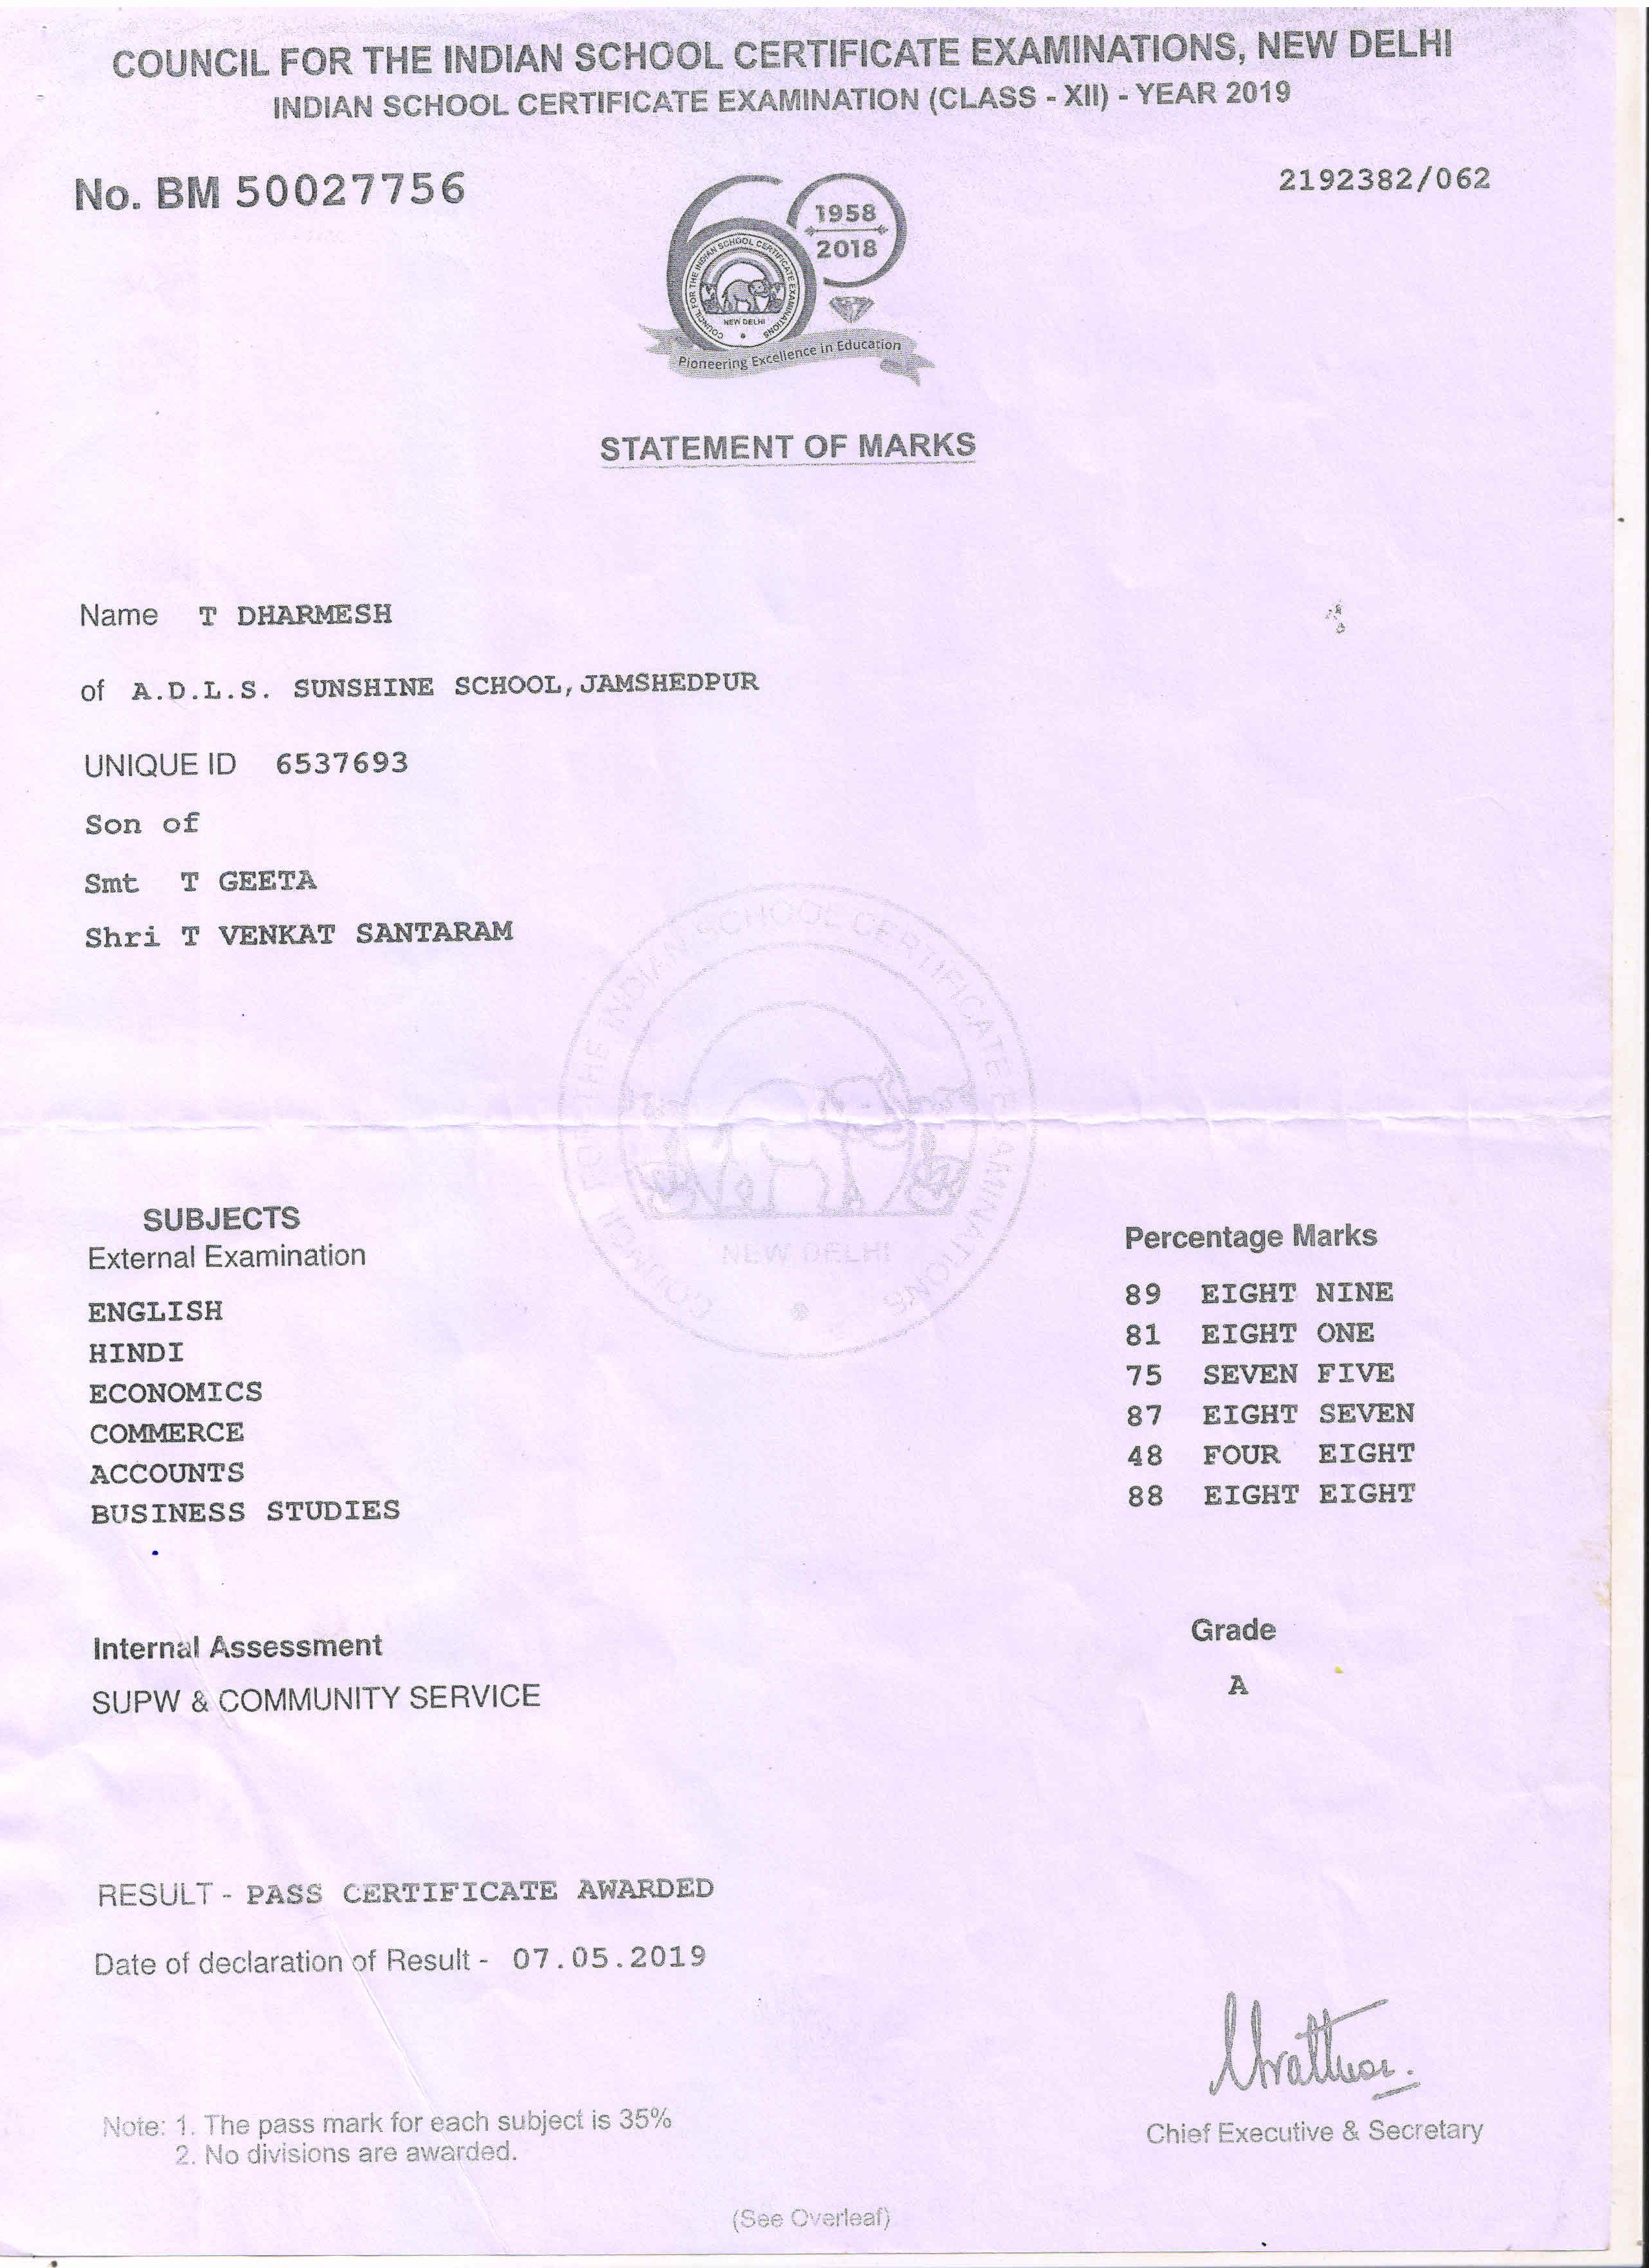 COUNCIL FOR THE INDIAN SCHOOL CERTIFICATE EXAMINATIONS, NEW DELHI
INDIAN SCHOOL CERTIFICATE EXAMINATION (CLASS - XII) - YEAR 2019
No. BM 50027756
2192382/062
1958
2018
COUNCIL FOR THE INDIAN SCHOOL CERTIFICATE EXAMINATIONS
NEW DELHI
Pioneering Excellence in Education
STATEMENT OF MARKS
Name T DHARMESH
of A.D.L.S. SUNSHINE SCHOOL,JAMSHEDPUR
UNIQUE ID 6537693
Son of
Smt T GEETA
Shri T VENKAT SANTARAM
COUNCIL FOR THE INDIAN SCHOOL CERTIFICATE EXAMINATIONS
NEW DELHI
SUBJECTS
External Examination Percentage Marks
ENGLISH 89 EIGHT NINE
HINDI 81 EIGHT ONE
ECONOMICS 75 SEVEN FIVE
COMMERCE 87 EIGHT SEVEN
ACCOUNTS 48 FOUR EIGHT
BUSINESS STUDIES 88 EIGHT EIGHT
Internal Assessment Grade
SUPW & COMMUNITY SERVICE A
RESULT - PASS CERTIFICATE AWARDED
Date of declaration of Result - 07.05.2019
Chief Executive & Secretary
Note: 1. The pass mark for each subject is 35%
2. No divisions are awarded.
(See Overleaf)